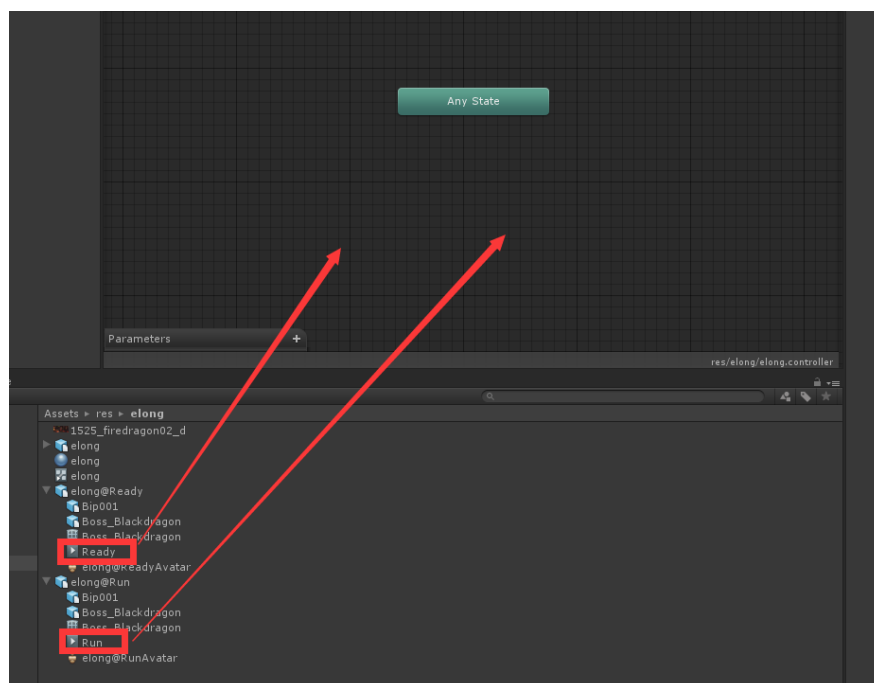 Any State
Parameters +
res/elong/elong.controller
Assets ▸ res ▸ elong
1525_firedragon02_d
elong
elong
elong
elong@Ready
Bip001
Boss_Blackdragon
Boss_Blackdragon
Ready
elong@ReadyAvatar
elong@Run
Bip001
Boss_Blackdragon
Boss_Blackdragon
Run
elong@RunAvatar